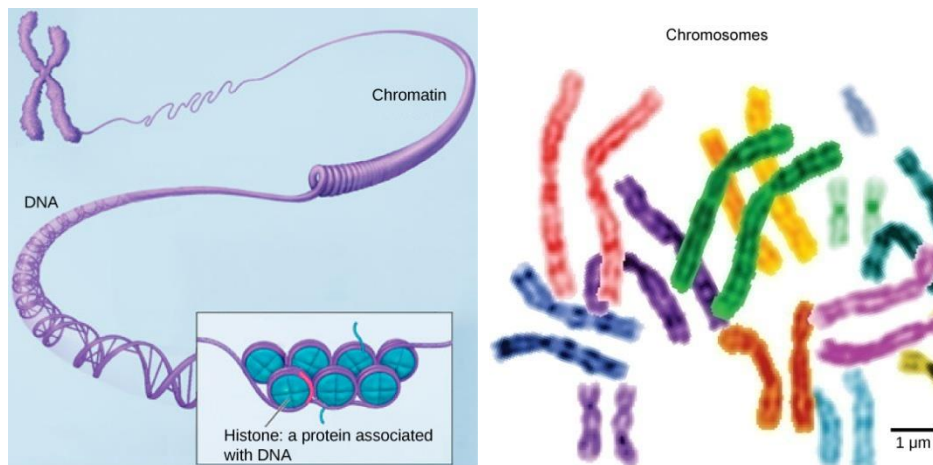 Chromatin
DNA
Histone: a protein associated
with DNA
Chromosomes
1 μm